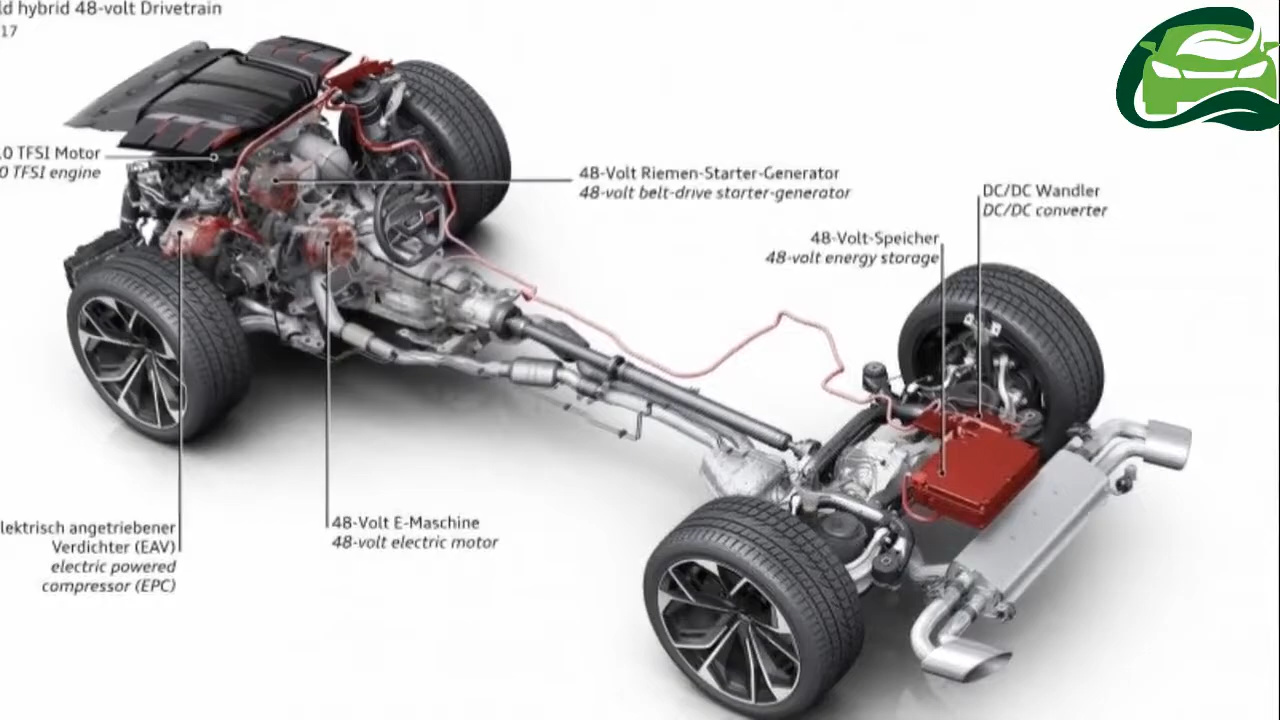 ld hybrid 48-volt Drivetrain
17
.0 TFSI Motor
0 TFSI engine
48-Volt Riemen-Starter-Generator
48-volt belt-drive starter-generator
DC/DC Wandler
DC/DC converter
48-Volt-Speicher
48-volt energy storage
lektrisch angetriebener
Verdichter (EAV)
electric powered
compressor (EPC)
48-Volt E-Maschine
48-volt electric motor